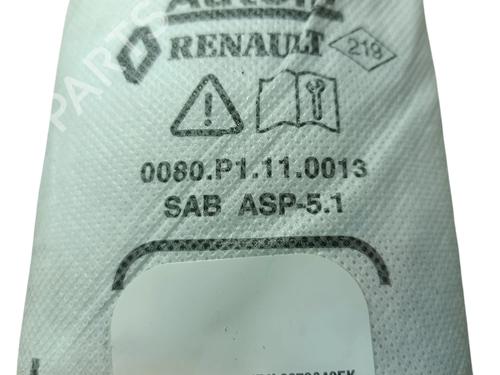 RENAULT
219
0080.P1.11.0013
SAB ASP-5.1